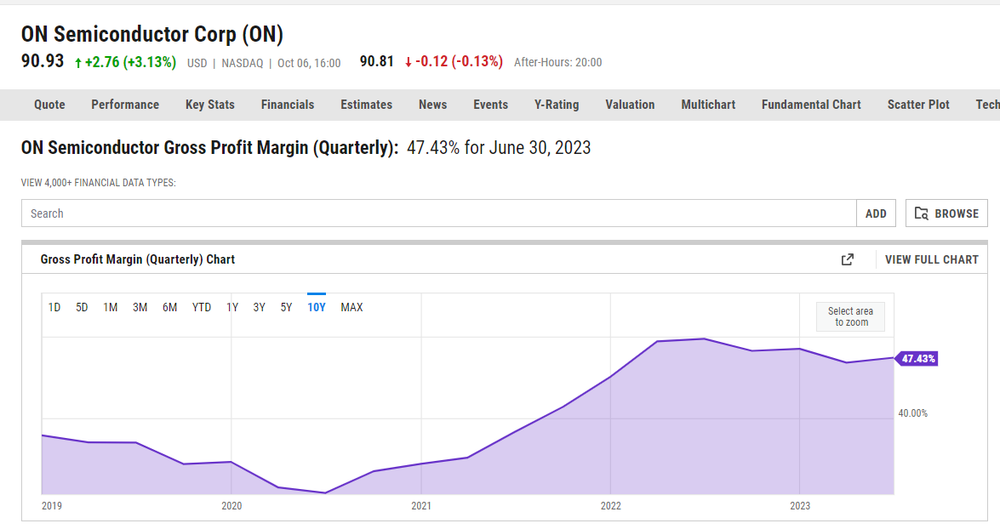 ON Semiconductor Corp (ON)
90.93 +2.76 (+3.13%) USD | NASDAQ | Oct 06, 16:00 90.81 -0.12 (-0.13%) After-Hours: 20:00
Quote Performance Key Stats Financials Estimates News Events Y-Rating Valuation Multichart Fundamental Chart Scatter Plot Tech
ON Semiconductor Gross Profit Margin (Quarterly): 47.43% for June 30, 2023
VIEW 4,000+ FINANCIAL DATA TYPES:
Search ADD BROWSE
Gross Profit Margin (Quarterly) Chart VIEW FULL CHART
1D 5D 1M 3M 6M YTD 1Y 3Y 5Y 10Y MAX
Select area
to zoom
47.43%
40.00%
2019 2020 2021 2022 2023